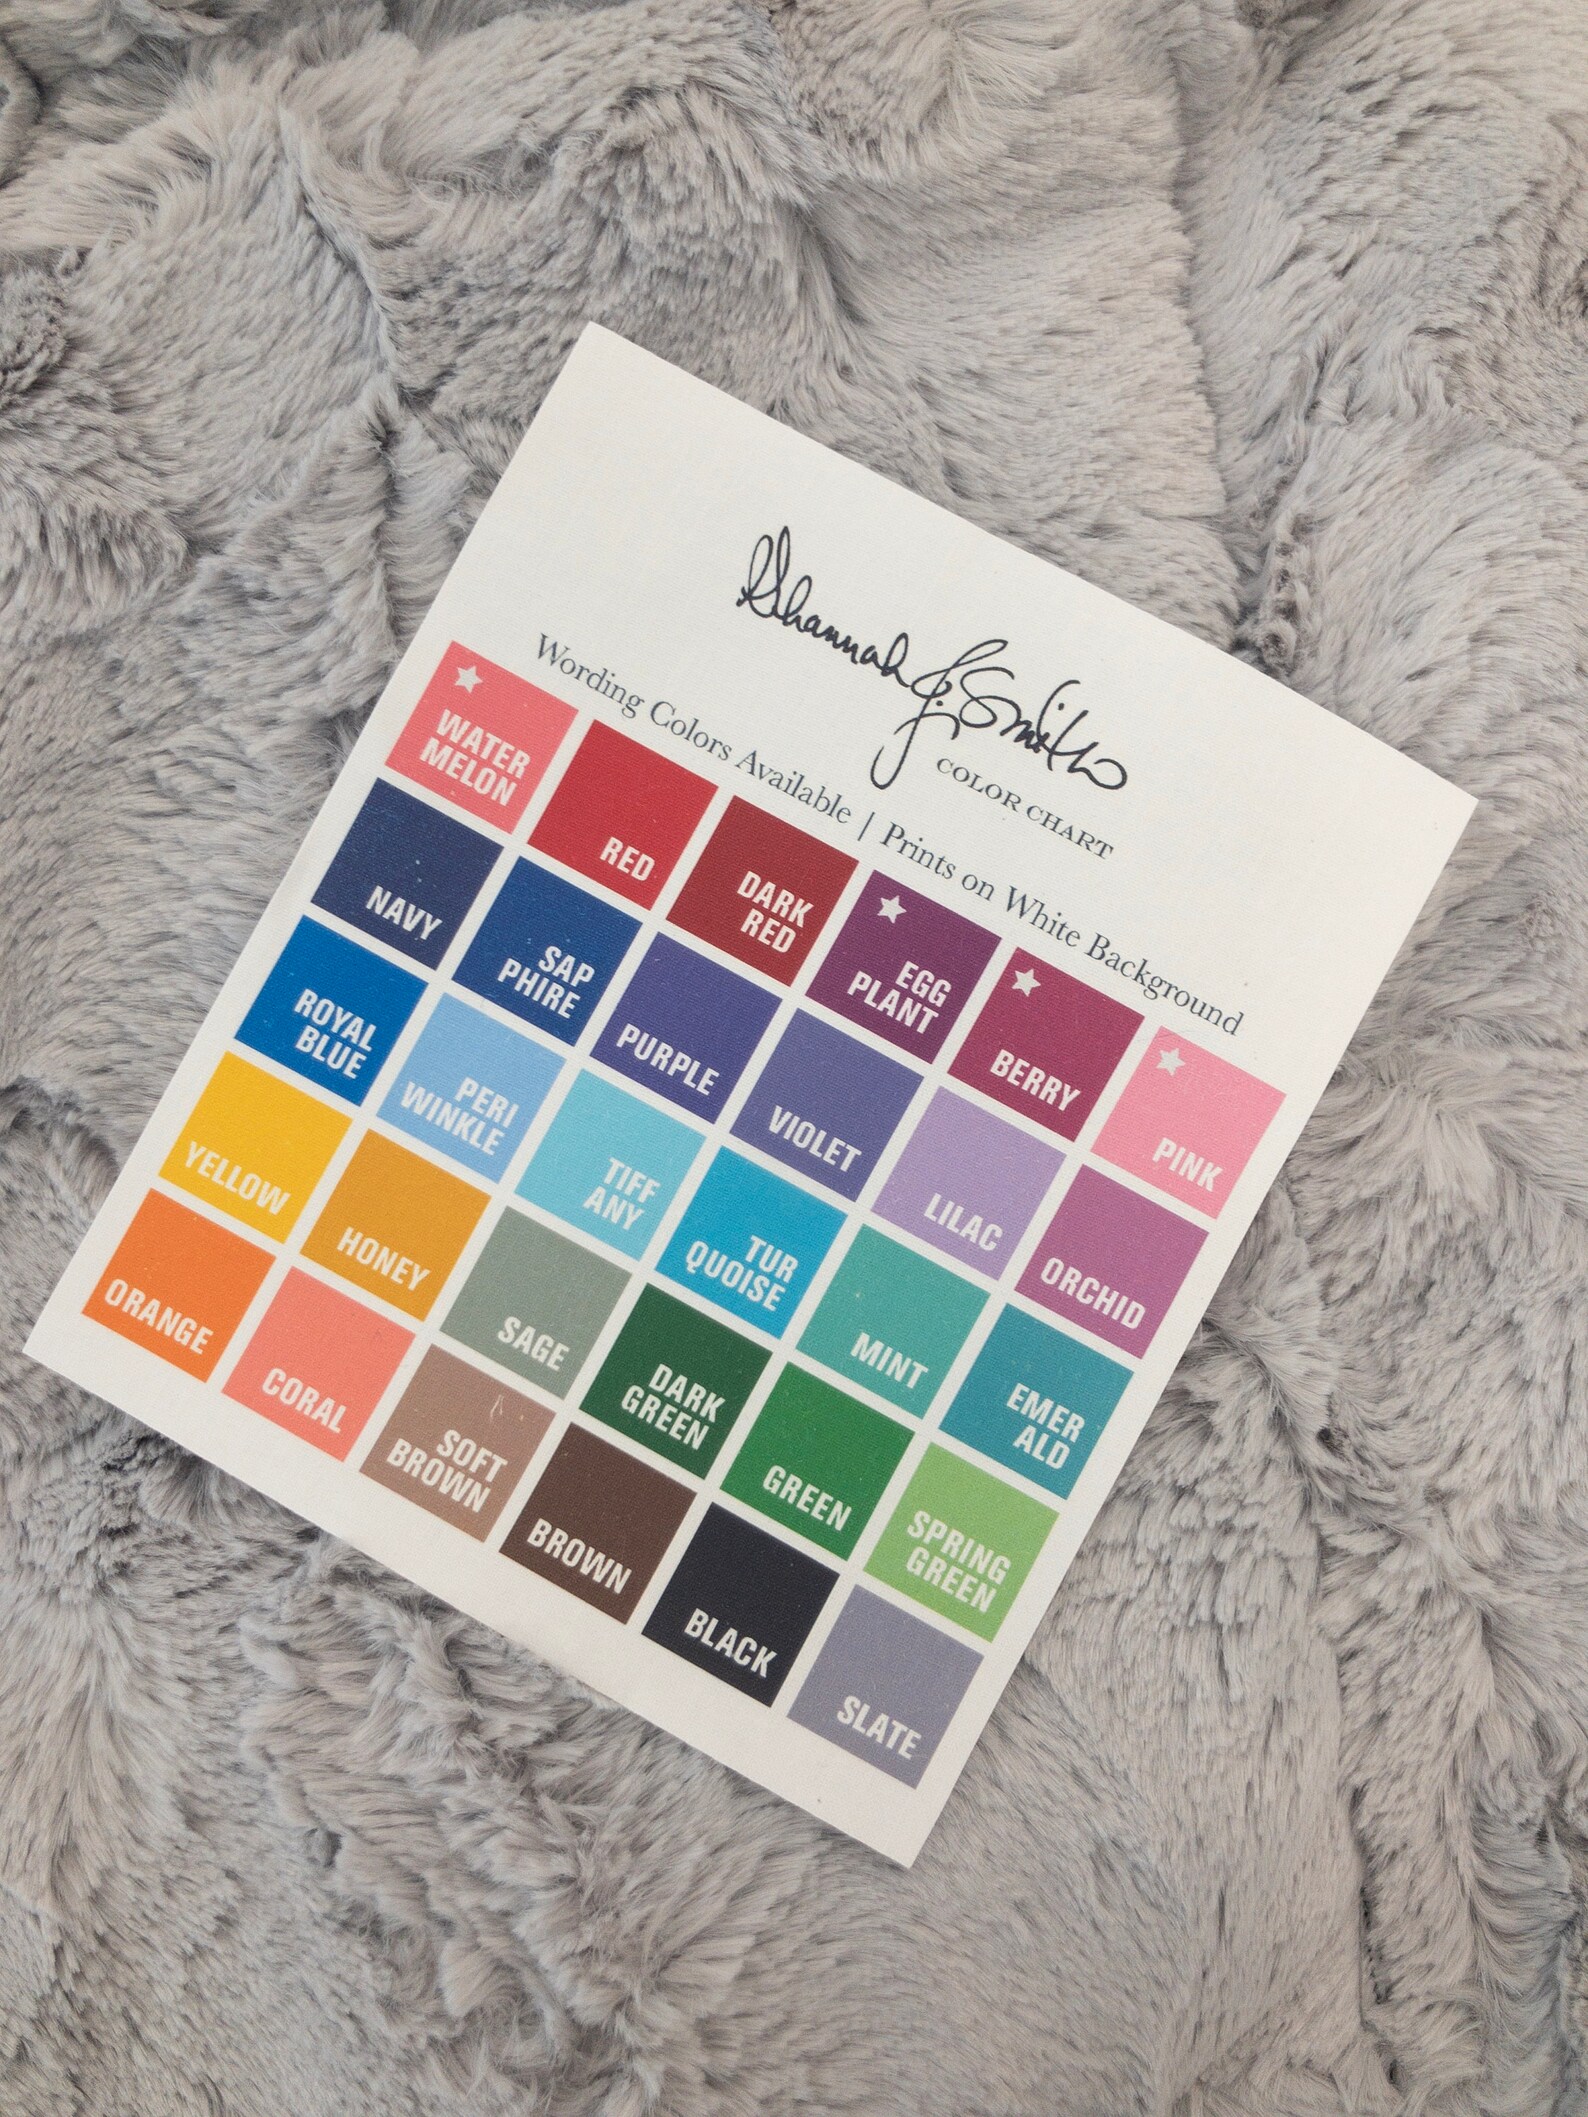 Shannah J. Smith
COLOR CHART
Wording Colors Available | Prints on White Background
WATER
MELON
RED
DARK
RED
EGG
PLANT
BERRY
PINK
NAVY
SAP
PHIRE
PURPLE
VIOLET
LILAC
ORCHID
ROYAL
BLUE
PERI
WINKLE
TIFF
ANY
TUR
QUOISE
MINT
EMER
ALD
YELLOW
HONEY
SAGE
DARK
GREEN
GREEN
SPRING
GREEN
ORANGE
CORAL
SOFT
BROWN
BROWN
BLACK
SLATE